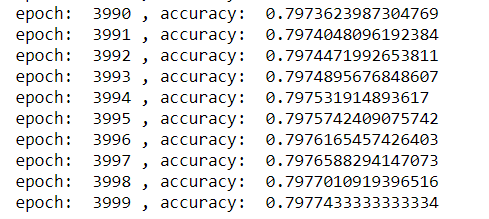 epoch:  3990 , accuracy:  0.7973623987304769
epoch:  3991 , accuracy:  0.7974048096192384
epoch:  3992 , accuracy:  0.7974471992653811
epoch:  3993 , accuracy:  0.7974895676848607
epoch:  3994 , accuracy:  0.797531914893617
epoch:  3995 , accuracy:  0.7975742409075742
epoch:  3996 , accuracy:  0.7976165457426403
epoch:  3997 , accuracy:  0.7976588294147073
epoch:  3998 , accuracy:  0.7977010919396516
epoch:  3999 , accuracy:  0.7977433333333334